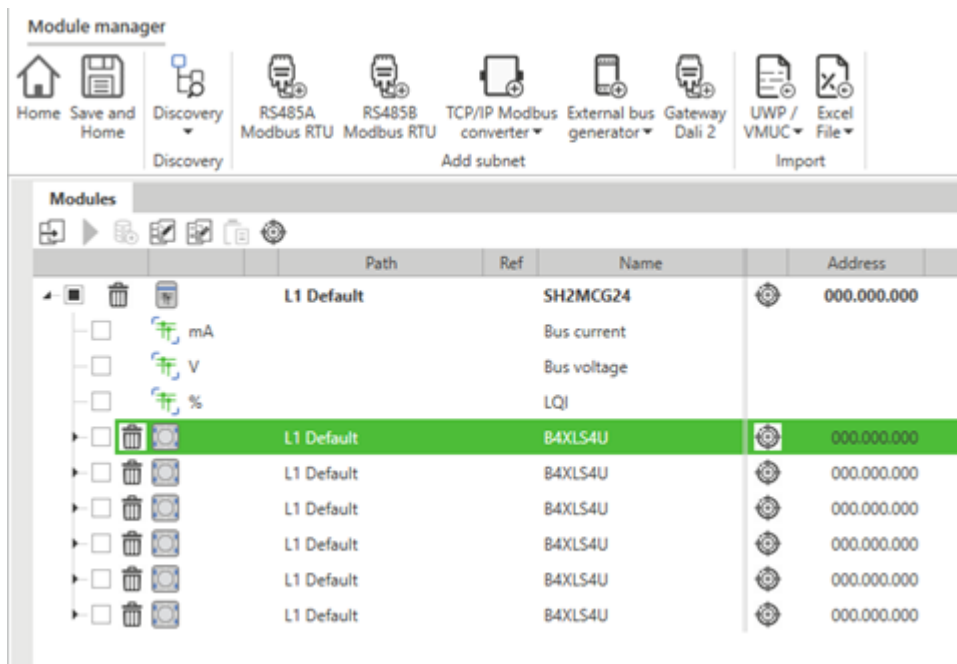 Module manager
Home Save and Home Discovery RS485A Modbus RTU RS485B Modbus RTU TCP/IP Modbus converter External bus generator Gateway Dali 2 UWP / VMUC Excel File
Discovery Add subnet Import
Modules
Path Ref Name Address
L1 Default SH2MCG24 000.000.000
mA Bus current
V Bus voltage
% LQI
L1 Default B4XLS4U 000.000.000
L1 Default B4XLS4U 000.000.000
L1 Default B4XLS4U 000.000.000
L1 Default B4XLS4U 000.000.000
L1 Default B4XLS4U 000.000.000
L1 Default B4XLS4U 000.000.000